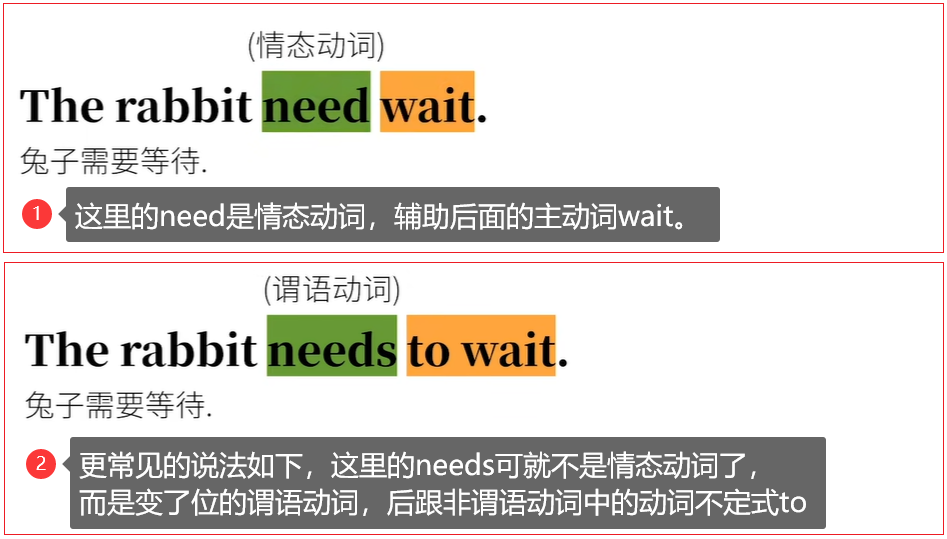 (情态动词)
The rabbit need wait.
兔子需要等待.
1 这里的need是情态动词，辅助后面的主动词wait。
(谓语动词)
The rabbit needs to wait.
兔子需要等待.
2 更常见的说法如下，这里的needs可就不是情态动词了，
而是变了位的谓语动词，后跟非谓语动词中的动词不定式to